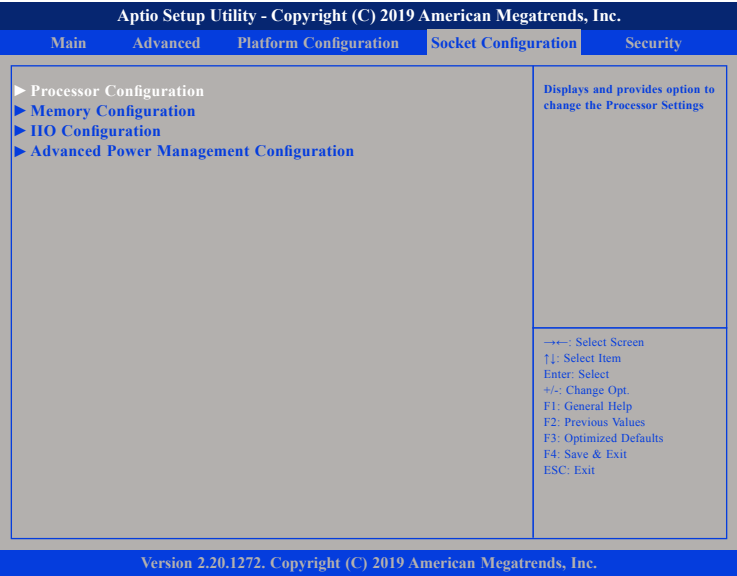 Aptio Setup Utility - Copyright (C) 2019 American Megatrends, Inc.
Main Advanced Platform Configuration Socket Configuration Security
► Processor Configuration
► Memory Configuration
► IIO Configuration
► Advanced Power Management Configuration
Displays and provides option to
change the Processor Settings
→←: Select Screen
↑↓: Select Item
Enter: Select
+/-: Change Opt.
F1: General Help
F2: Previous Values
F3: Optimized Defaults
F4: Save & Exit
ESC: Exit
Version 2.20.1272. Copyright (C) 2019 American Megatrends, Inc.